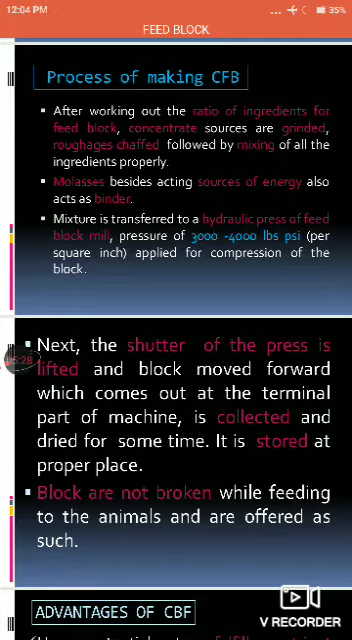 12:04 PM
... 35%
FEED BLOCK
Process of making CFB
After working out the ratio of ingredients for
feed block, concentrate sources are grinded,
roughages chaffed followed by mixing of all the
ingredients properly.
Molasses besides acting sources of energy also
acts as binder.
Mixture is transferred to a hydraulic press of feed
block mill, pressure of 3000 -4000 lbs psi (per
square inch) applied for compression of the
block.
Next, the shutter of the press is
lifted and block moved forward
which comes out at the terminal
part of machine, is collected and
dried for some time. It is stored at
proper place.
Block are not broken while feeding
to the animals and are offered as
such.
V RECORDER
ADVANTAGES OF CBF